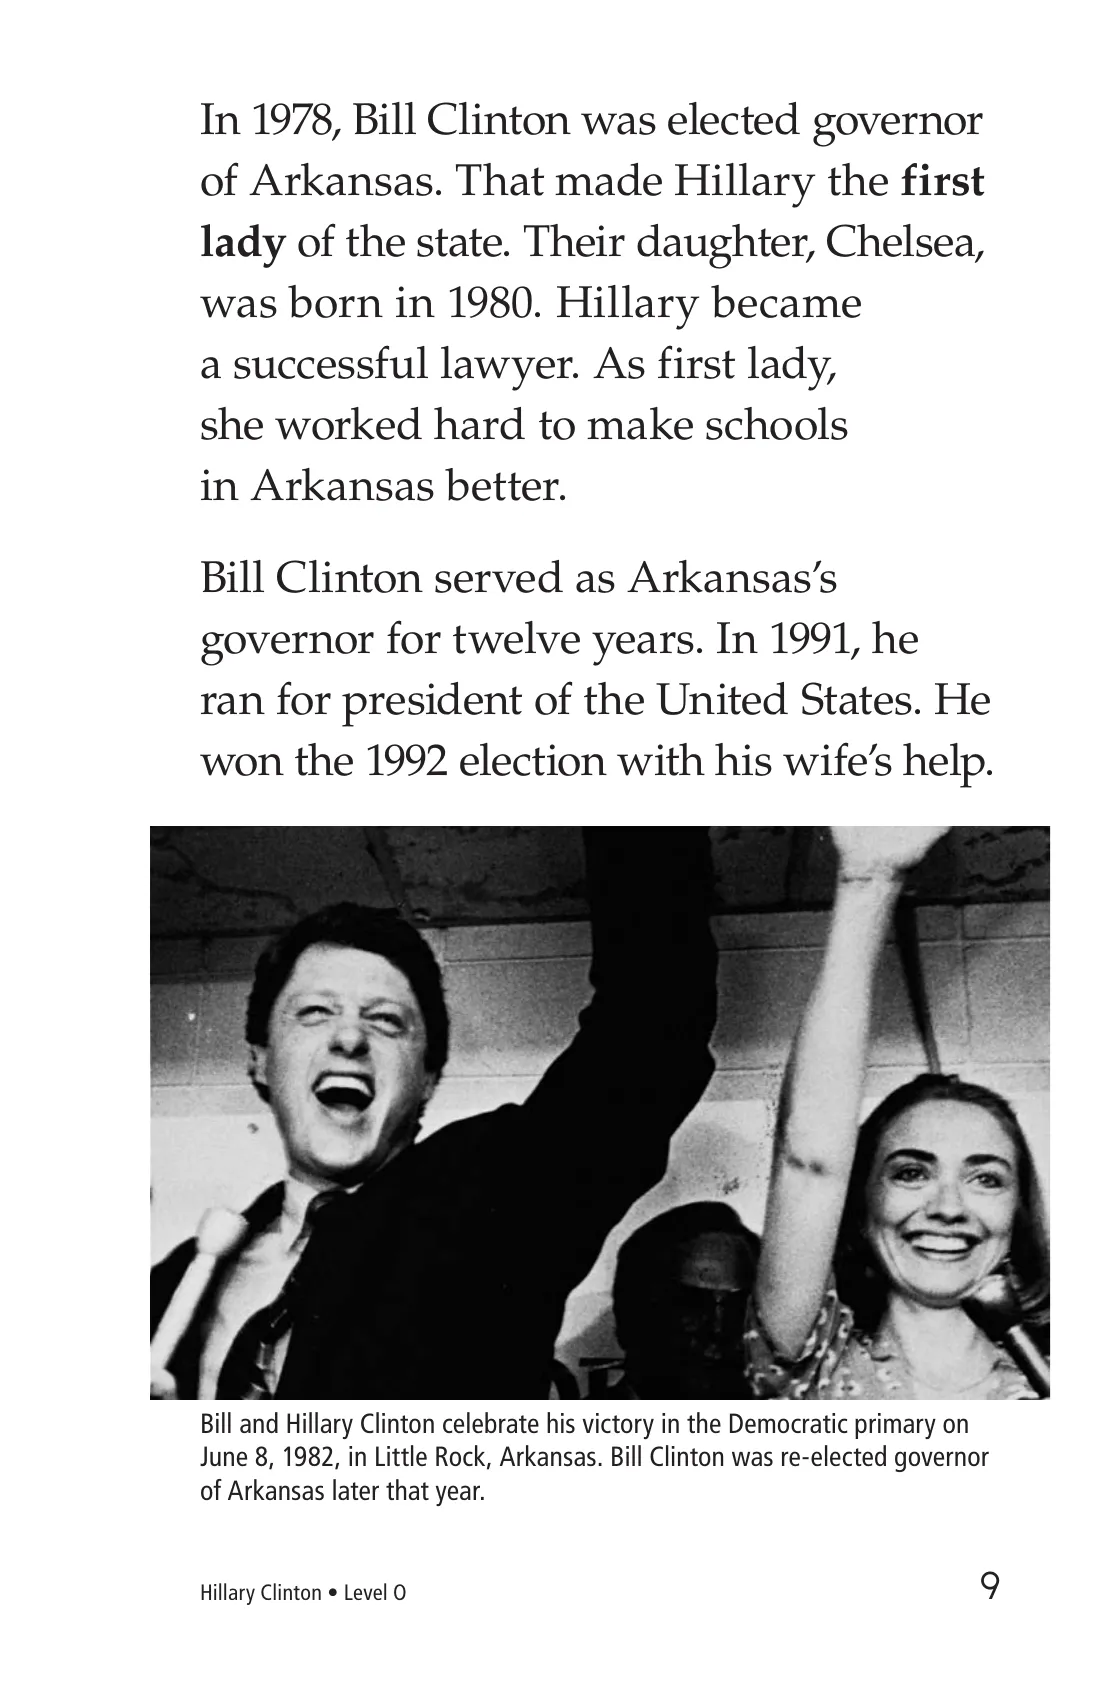 In 1978, Bill Clinton was elected governor
of Arkansas. That made Hillary the first
lady of the state. Their daughter, Chelsea,
was born in 1980. Hillary became
a successful lawyer. As first lady,
she worked hard to make schools
in Arkansas better.
Bill Clinton served as Arkansas’s
governor for twelve years. In 1991, he
ran for president of the United States. He
won the 1992 election with his wife’s help.
Bill and Hillary Clinton celebrate his victory in the Democratic primary on
June 8, 1982, in Little Rock, Arkansas. Bill Clinton was re-elected governor
of Arkansas later that year.
Hillary Clinton • Level O
9